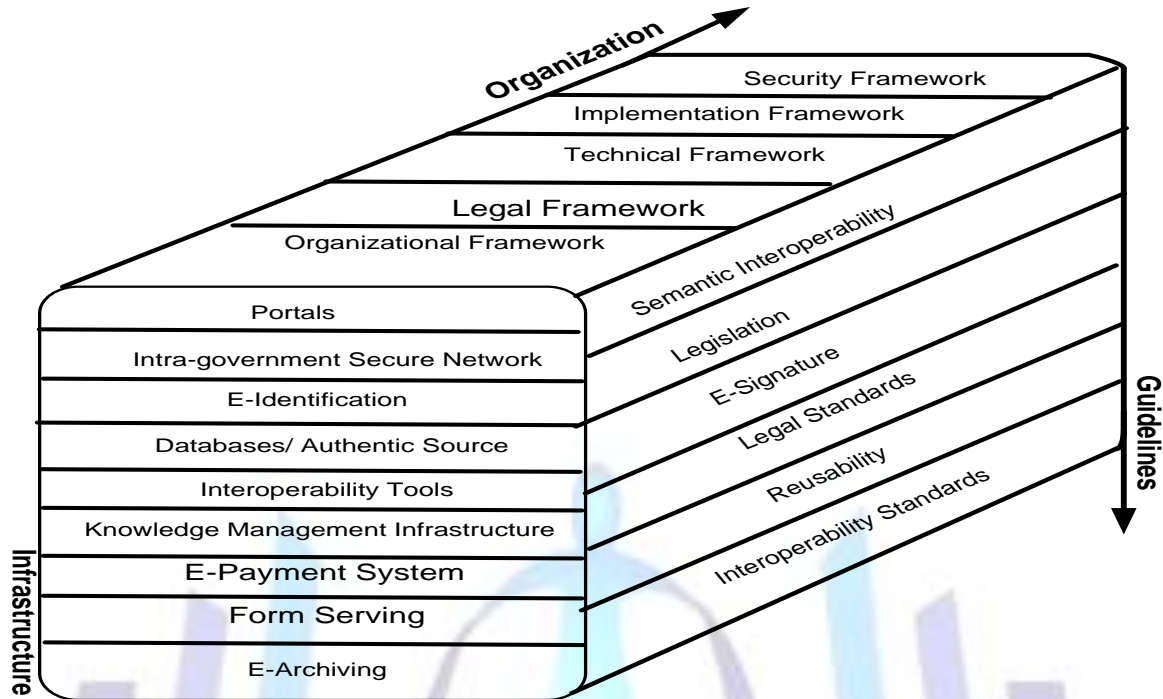 Organization
Security Framework
Implementation Framework
Technical Framework
Legal Framework
Organizational Framework
Portals
Intra-government Secure Network
E-Identification
Databases/ Authentic Source
Interoperability Tools
Knowledge Management Infrastructure
E-Payment System
Form Serving
E-Archiving
Infrastructure
Semantic Interoperability
Legislation
E-Signature
Legal Standards
Reusability
Interoperability Standards
Guidelines